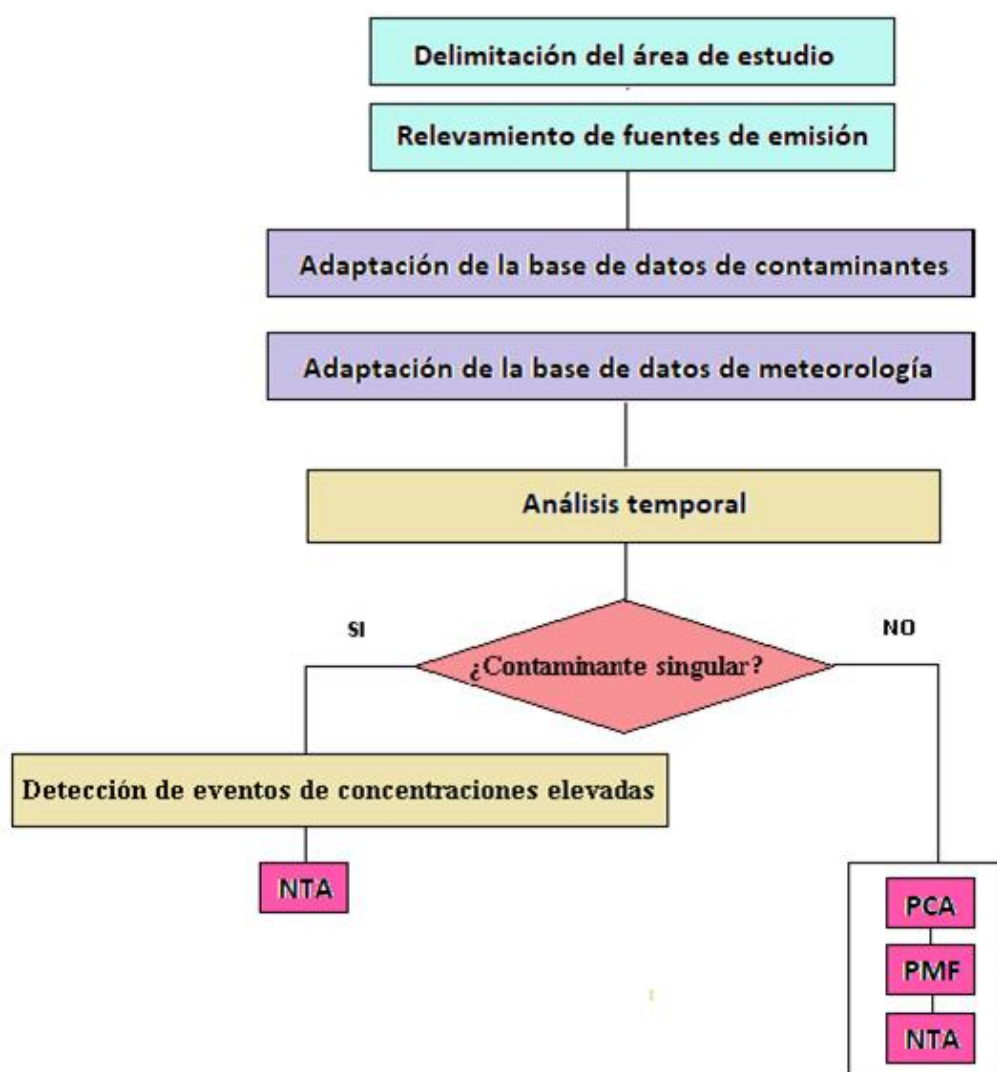 Delimitación del área de estudio
Relevamiento de fuentes de emisión
Adaptación de la base de datos de contaminantes
Adaptación de la base de datos de meteorología
Análisis temporal
SI
NO
¿Contaminante singular?
Detección de eventos de concentraciones elevadas
NTA
PCA
PMF
NTA